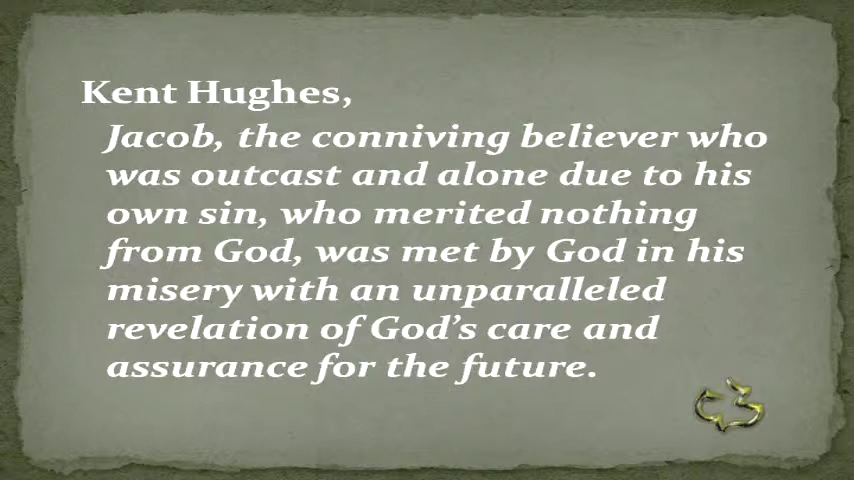 Kent Hughes,
Jacob, the conniving believer who
was outcast and alone due to his
own sin, who merited nothing
from God, was met by God in his
misery with an unparalleled
revelation of God’s care and
assurance for the future.